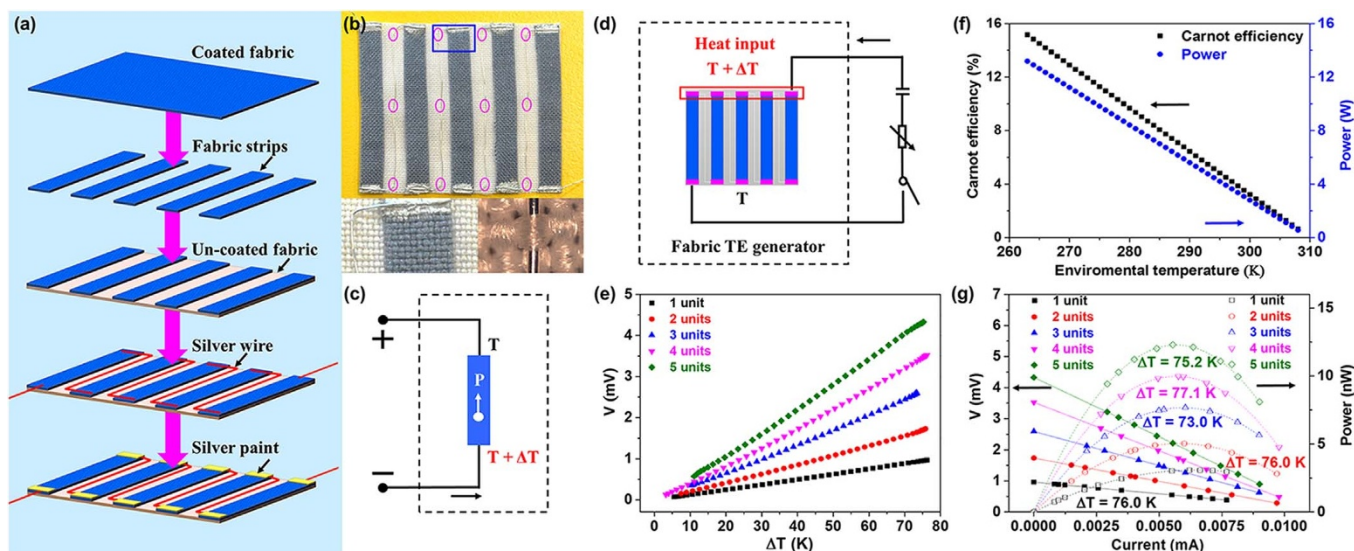 (a)
Coated fabric
Fabric strips
Un-coated fabric
Silver wire
Silver paint
(b)
(c)
+
T
P
T + ΔT
−
(d)
Heat input
T + ΔT
T
Fabric TE generator
(e)
5
4
3
2
1
0
V (mV)
1 unit
2 units
3 units
4 units
5 units
0 10 20 30 40 50 60 70 80
ΔT (K)
(f)
16
12
8
4
0
Carnot efficiency (%)
Carnot efficiency
Power
16
12
8
4
0
Power (W)
270 280 290 300 310
Enviromental temperature (K)
(g)
7
6
5
4
3
2
1
0
V (mV)
1 unit
2 units
3 units
4 units
5 units
1 unit
2 units
3 units
4 units
5 units
ΔT = 75.2 K
ΔT = 77.1 K
ΔT = 73.0 K
ΔT = 76.0 K
ΔT = 76.0 K
15
10
5
0
Power (nW)
0.0000 0.0025 0.0050 0.0075 0.0100
Current (mA)